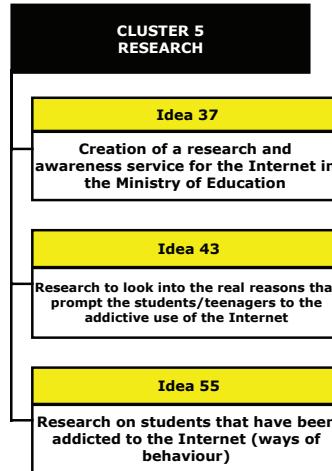 CLUSTER 5
RESEARCH
Idea 37
Creation of a research and
awareness service for the Internet in
the Ministry of Education
Idea 43
Research to look into the real reasons tha
prompt the students/teenagers to the
addictive use of the Internet
Idea 55
Research on students that have been
addicted to the Internet (ways of
behaviour)